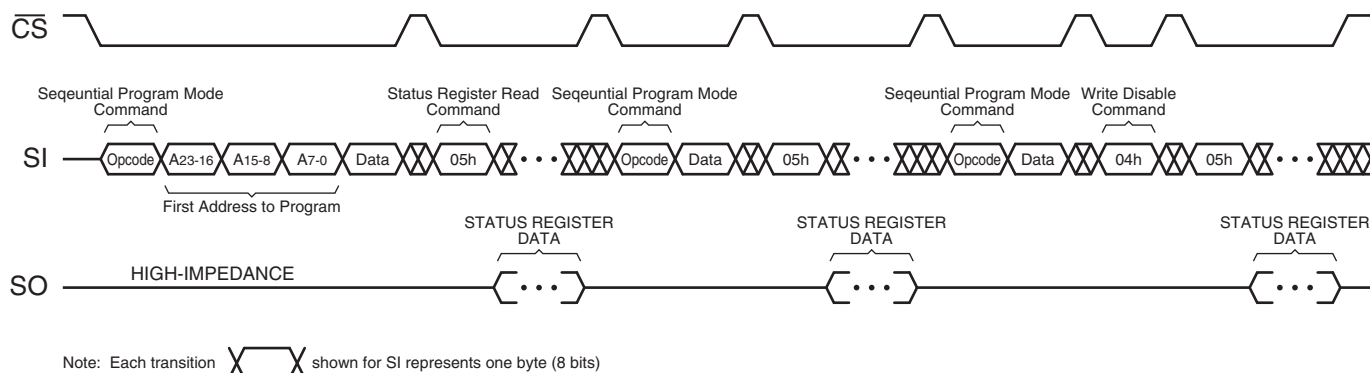 CS
Seqeuntial Program Mode
Command
Status Register Read
Command
Seqeuntial Program Mode
Command
Seqeuntial Program Mode
Command
Write Disable
Command
SI
Opcode A23-16 A15-8 A7-0 Data 05h Opcode Data 05h Opcode Data 04h 05h
First Address to Program
STATUS REGISTER
DATA
STATUS REGISTER
DATA
STATUS REGISTER
DATA
SO
HIGH-IMPEDANCE
Note: Each transition shown for SI represents one byte (8 bits)